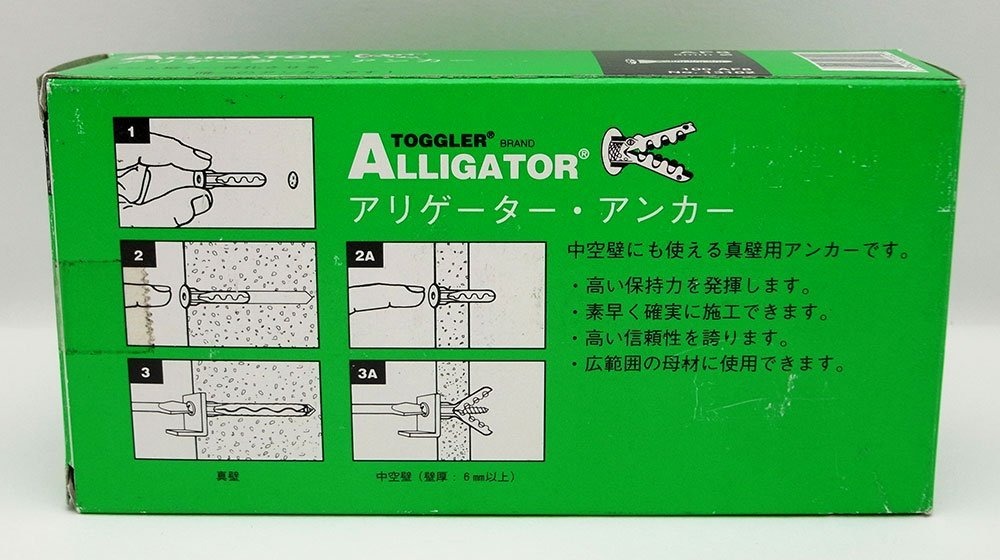 ALLIGATOR
AF8
100 AF8
1
TOGGLER® BRAND
ALLIGATOR®
アリゲーター・アンカー
2
2A
中空壁にも使える真壁用アンカーです。
・高い保持力を発揮します。
・素早く確実に施工できます。
・高い信頼性を誇ります。
・広範囲の母材に使用できます。
3
3A
真壁
中空壁（壁厚：6㎜以上）